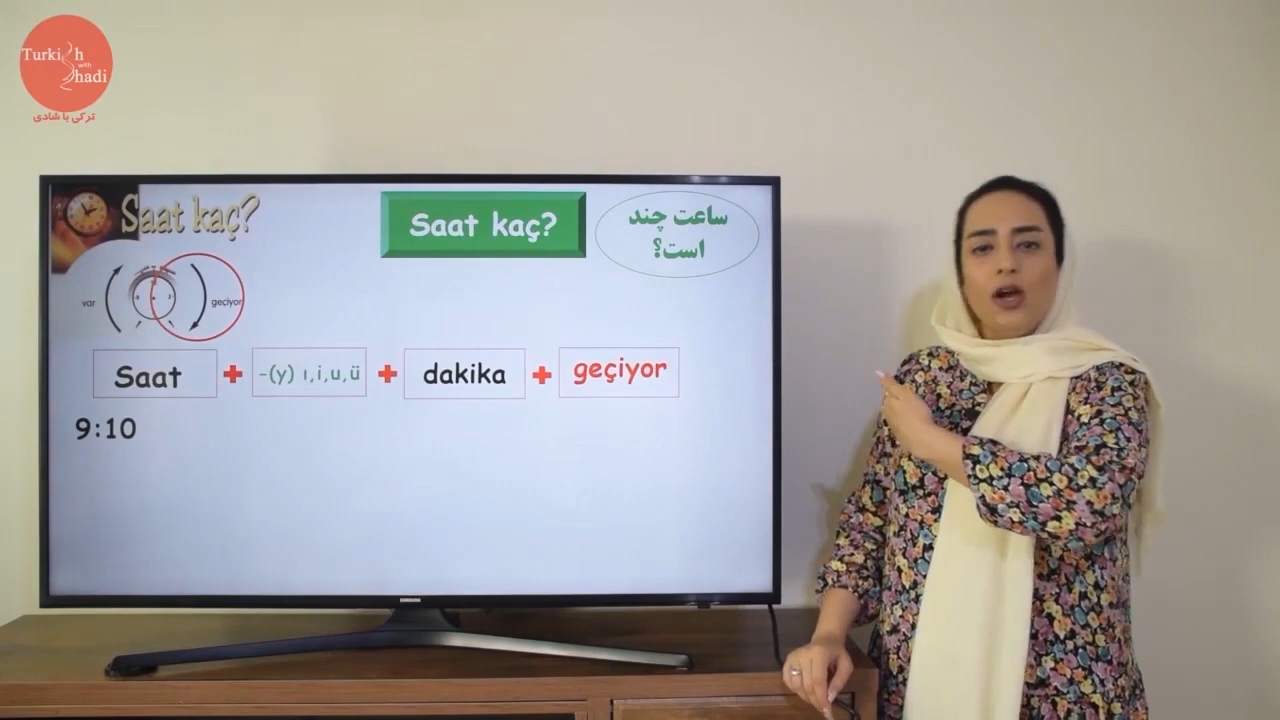 Turkish
with
Shadi
ترکی با شادی
Saat kaç?
Saat kaç?
ساعت چند
است؟
var
geçiyor
Saat + -(y) ı,i,u,ü + dakika + geçiyor
9:10
SAMSUNG